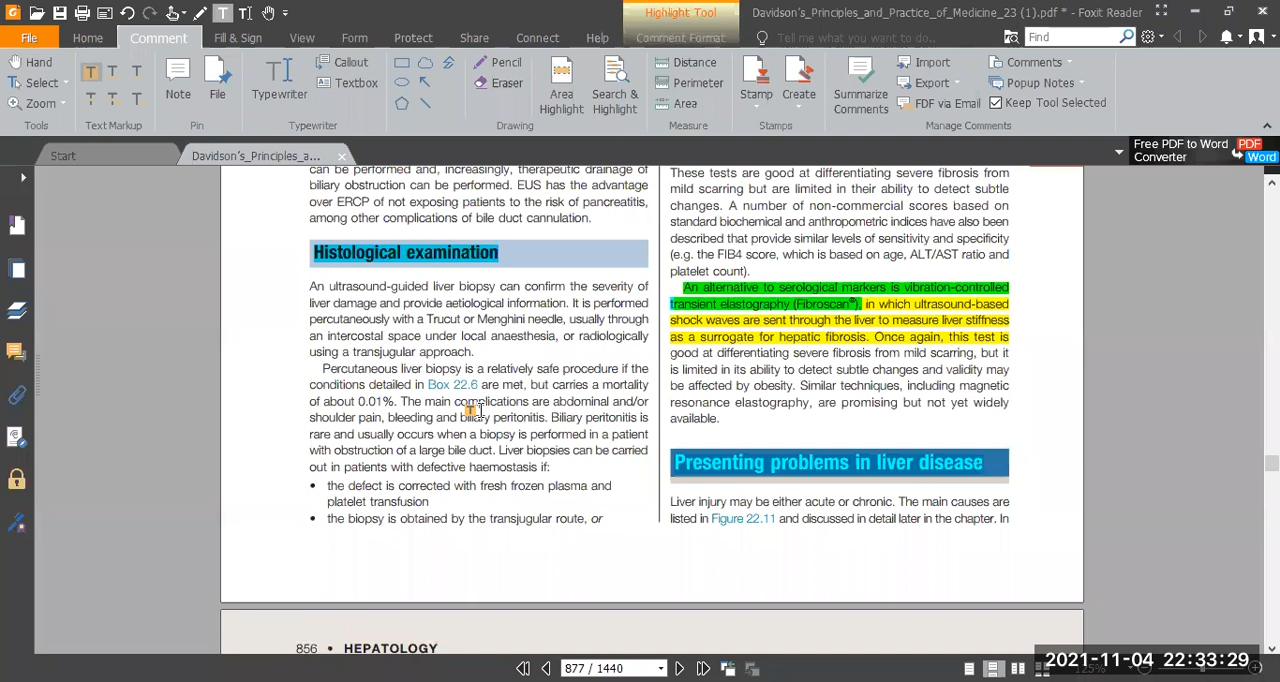 Highlight Tool
Davidson's_Principles_and_Practice_of_Medicine_23 (1).pdf * - Foxit Reader
File
Home
Comment
Fill & Sign
View
Form
Protect
Share
Connect
Help
Comment Format
Tell me what you want to do..
Find
Hand
Select
Zoom
Tools
Text Markup
Note
File
Pin
Typewriter
Callout
Textbox
Typewriter
Pencil
Eraser
Drawing
Area
Highlight
Search &
Highlight
Distance
Perimeter
Area
Measure
Stamp
Create
Stamps
Summarize
Comments
Import
Export
FDF via Email
Comments
Popup Notes
Keep Tool Selected
Manage Comments
Start
Davidson's_Principles_a...
Free PDF to Word
Converter
PDF
Word
can be performed and, increasingly, therapeutic drainage of
biliary obstruction can be performed. EUS has the advantage
over ERCP of not exposing patients to the risk of pancreatitis,
among other complications of bile duct cannulation.
Histological examination
An ultrasound-guided liver biopsy can confirm the severity of
liver damage and provide aetiological information. It is performed
percutaneously with a Trucut or Menghini needle, usually through
an intercostal space under local anaesthesia, or radiologically
using a transjugular approach.
Percutaneous liver biopsy is a relatively safe procedure if the
conditions detailed in Box 22.6 are met, but carries a mortality
of about 0.01%. The main complications are abdominal and/or
shoulder pain, bleeding and biliary peritonitis. Biliary peritonitis is
rare and usually occurs when a biopsy is performed in a patient
with obstruction of a large bile duct. Liver biopsies can be carried
out in patients with defective haemostasis if:
• the defect is corrected with fresh frozen plasma and
platelet transfusion
• the biopsy is obtained by the transjugular route, or
These tests are good at differentiating severe fibrosis from
mild scarring but are limited in their ability to detect subtle
changes. A number of non-commercial scores based on
standard biochemical and anthropometric indices have also been
described that provide similar levels of sensitivity and specificity
(e.g. the FIB4 score, which is based on age, ALT/AST ratio and
platelet count).
An alternative to serological markers is vibration-controlled
transient elastography (Fibroscan®), in which ultrasound-based
shock waves are sent through the liver to measure liver stiffness
as a surrogate for hepatic fibrosis. Once again, this test is
good at differentiating severe fibrosis from mild scarring, but it
is limited in its ability to detect subtle changes and validity may
be affected by obesity. Similar techniques, including magnetic
resonance elastography, are promising but not yet widely
available.
Presenting problems in liver disease
Liver injury may be either acute or chronic. The main causes are
listed in Figure 22.11 and discussed in detail later in the chapter. In
856 • HEPATOLOGY
877 / 1440
2021-11-04 22:33:29